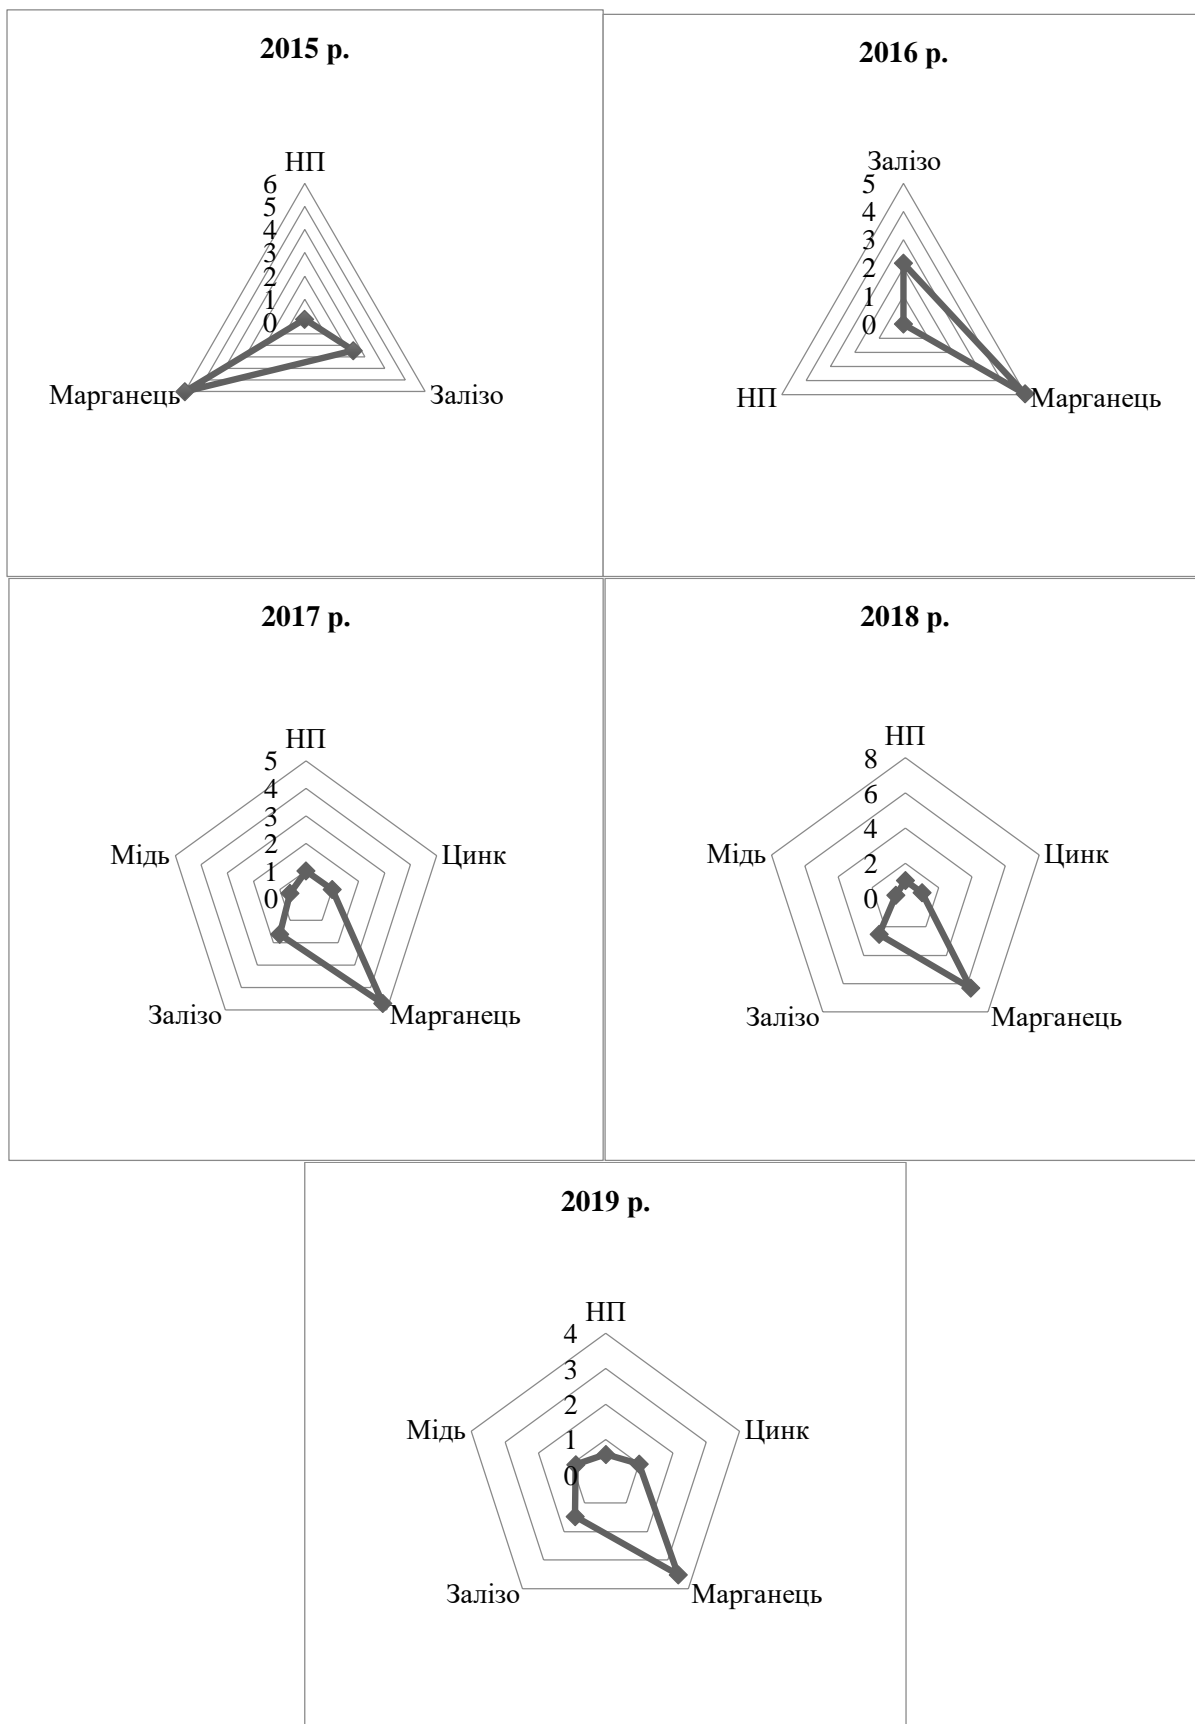 2015 р.
НП
6
5
4
3
2
1
0
Марганець
Залізо
2016 р.
Залізо
5
4
3
2
1
0
НП
Марганець
2017 р.
НП
5
4
3
2
1
0
Мідь
Цинк
Залізо
Марганець
2018 р.
НП
8
6
4
2
0
Мідь
Цинк
Залізо
Марганець
2019 р.
НП
4
3
2
1
0
Мідь
Цинк
Залізо
Марганець